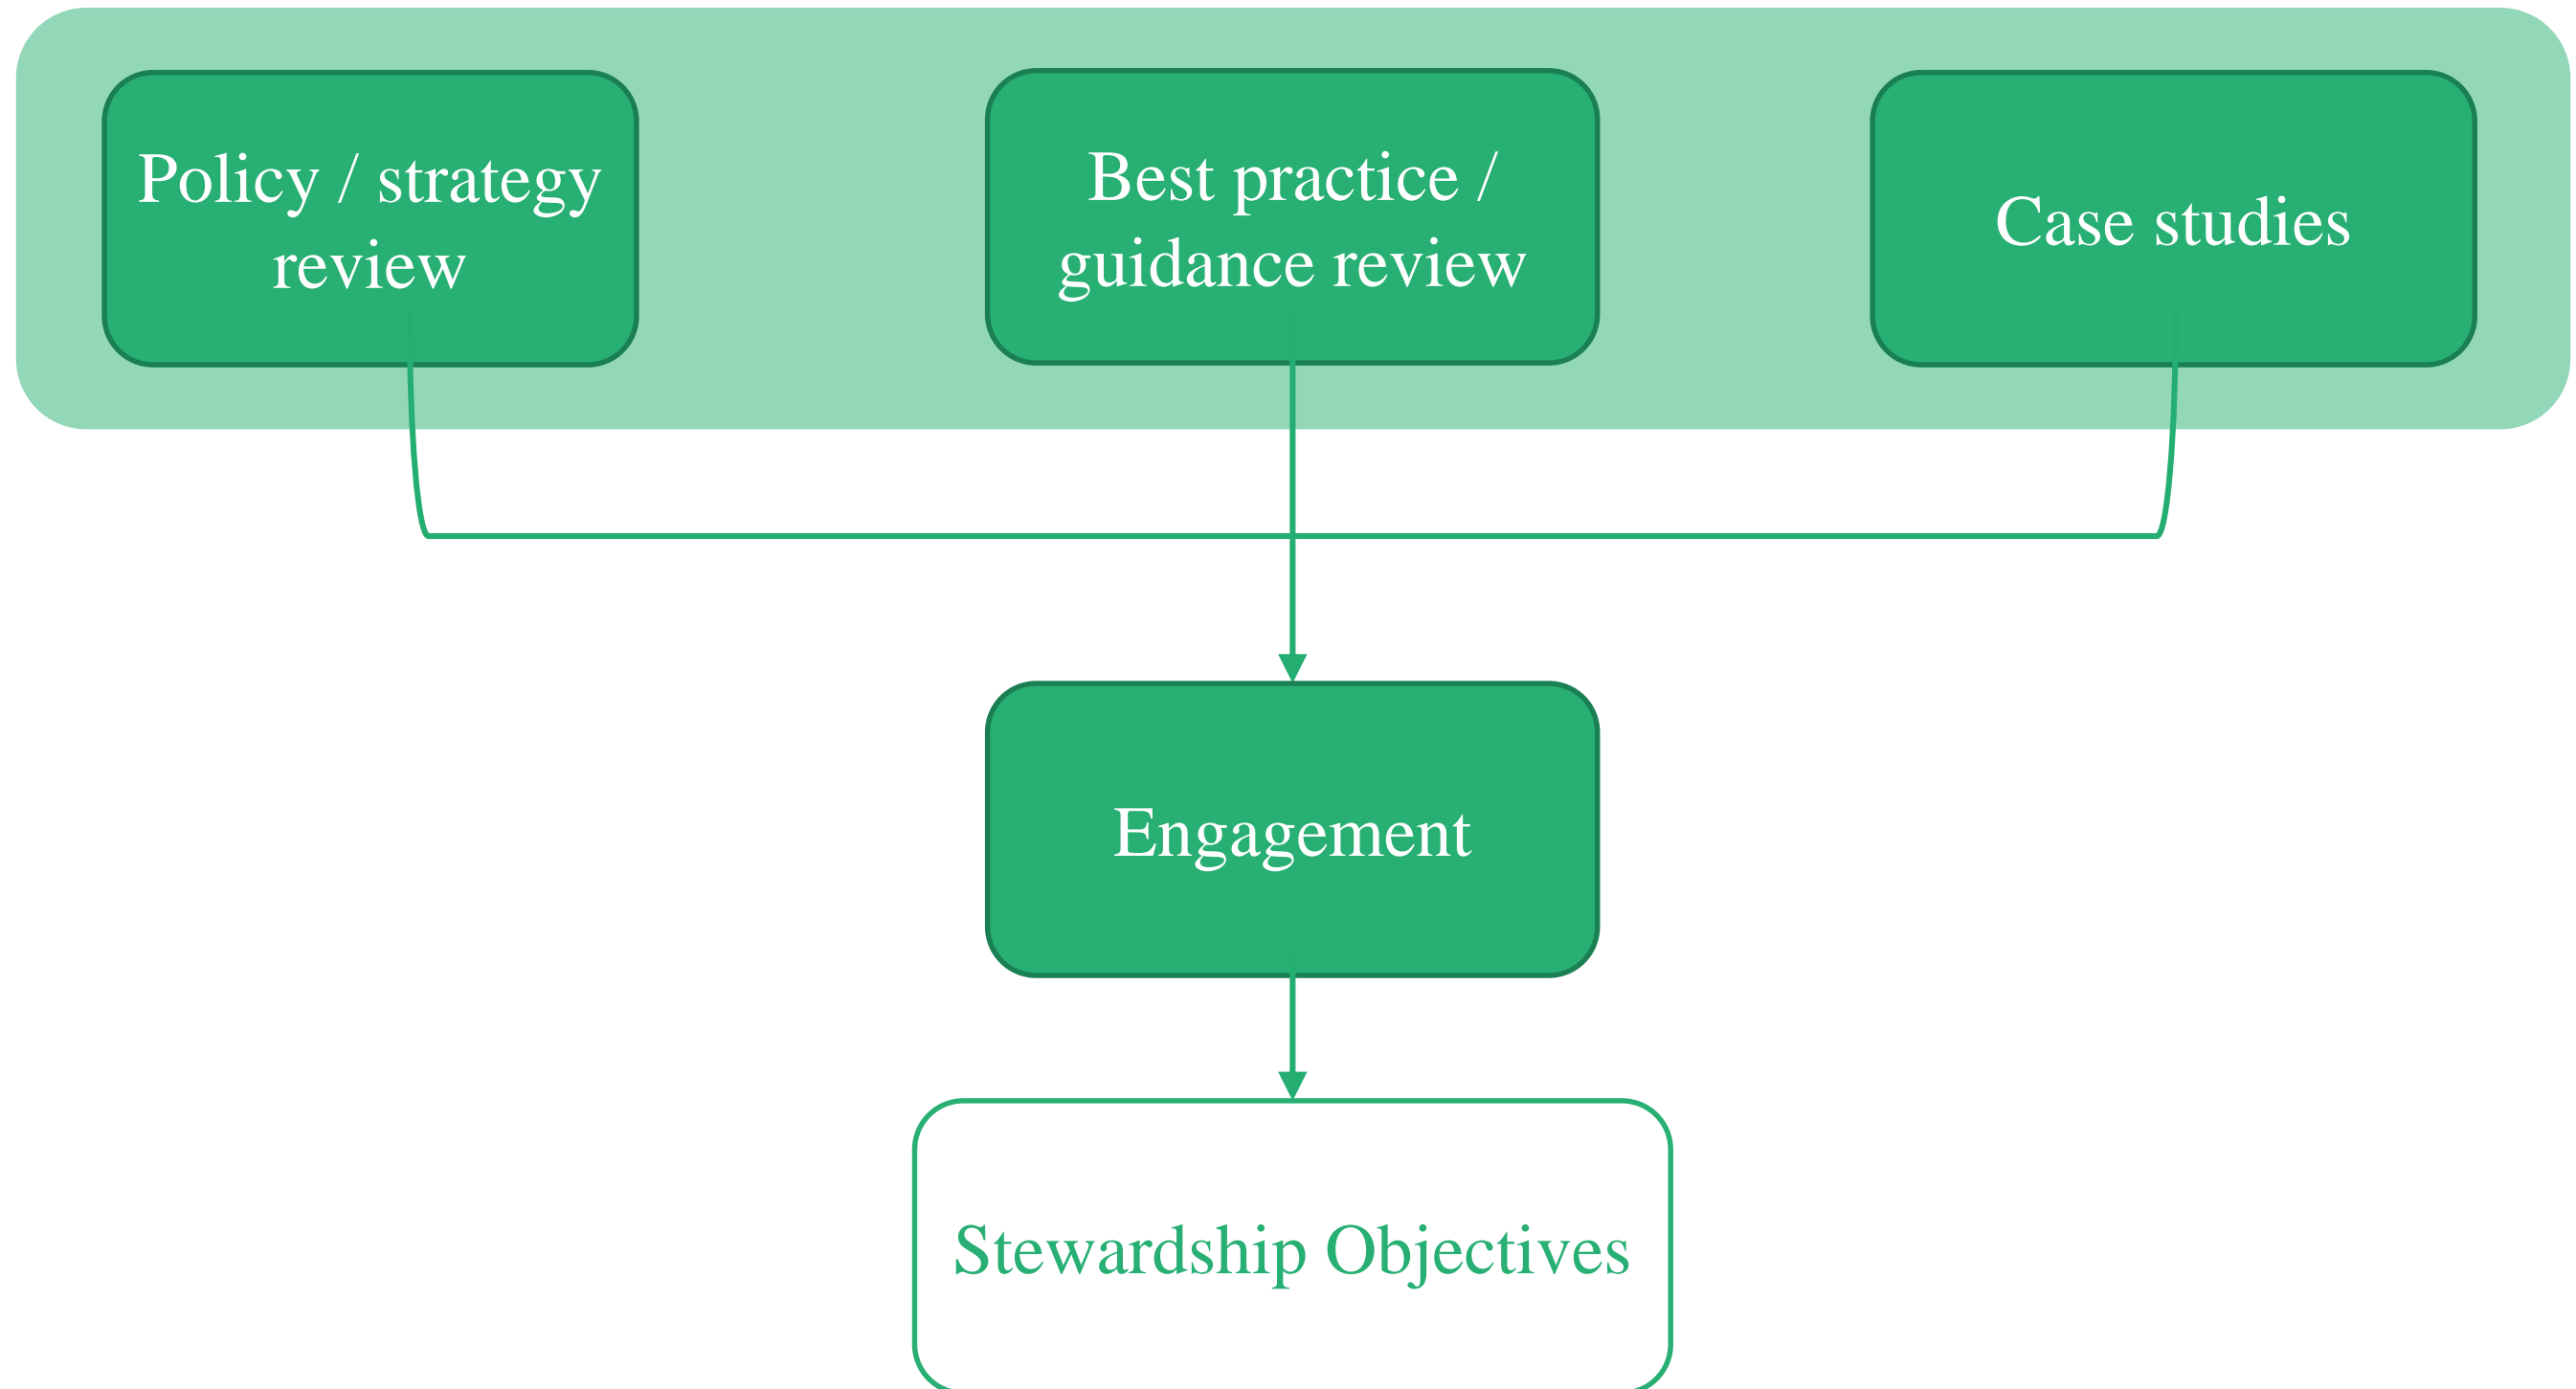 Policy / strategy
review
Best practice /
guidance review
Case studies
Engagement
Stewardship Objectives